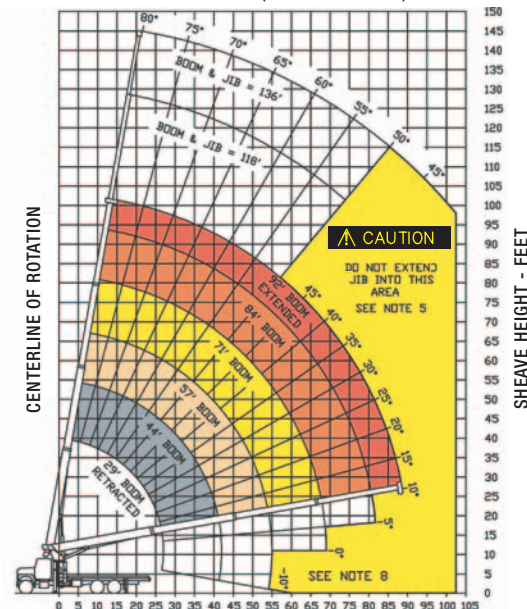 80°
75°
70°
65°
60°
55°
50°
45°
BOOM & JIB = 136'
BOOM & JIB = 118'
CAUTION
DO NOT EXTEND
JIB INTO THIS
AREA
SEE NOTE 5
92' BOOM
EXTENDED
84' BOOM
71' BOOM
57' BOOM
44' BOOM
29' BOOM
RETRACTED
45°
40°
35°
30°
25°
20°
15°
10°
5°
0°
-10°
SEE NOTE 8
CENTERLINE OF ROTATION
SHEAVE HEIGHT - FEET
150
145
140
135
130
125
120
115
110
105
100
95
90
85
80
75
70
65
60
55
50
45
40
35
30
25
20
15
10
5
0
0 5 10 15 20 25 30 35 40 45 50 55 60 65 70 75 80 85 90 95 100 105